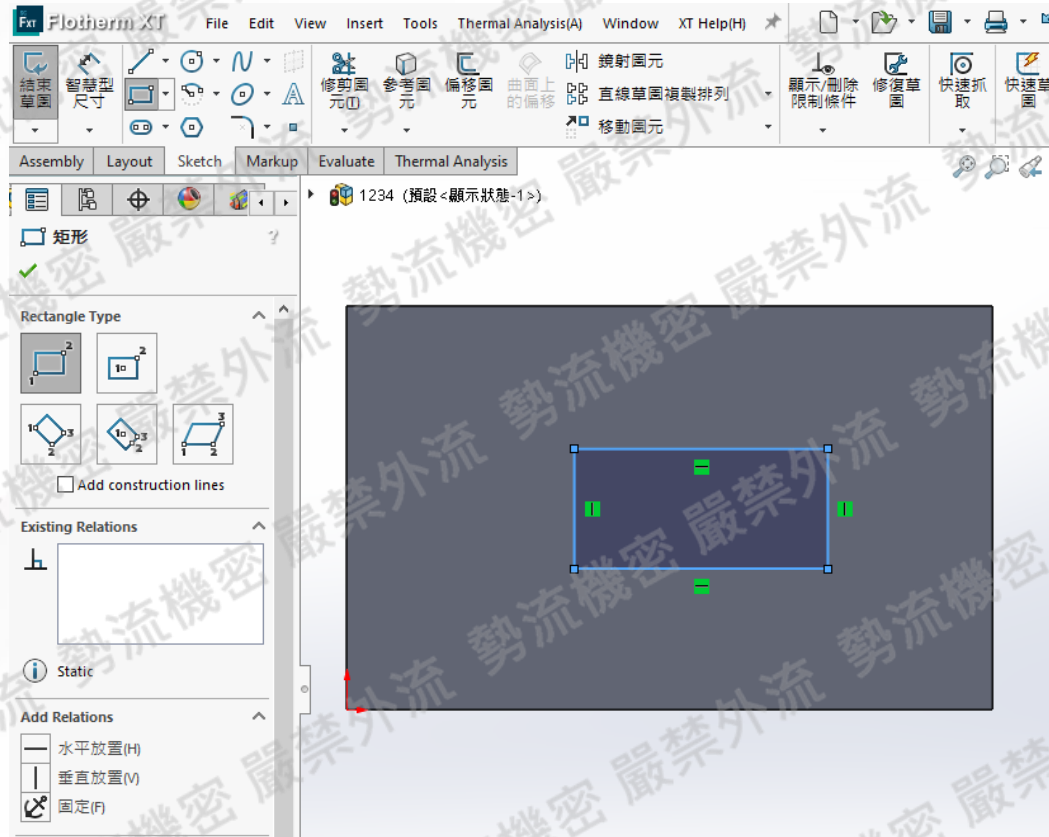 FXT Flotherm XT File Edit View Insert Tools Thermal Analysis(A) Window XT Help(H)
結束草圖
智慧型尺寸
修剪圖元(T)
參考圖元
偏移圖元
曲面上的偏移
鏡射圖元
直線草圖複製排列
移動圖元
顯示/刪除限制條件
修復草圖
快速抓取
快速草圖
Assembly Layout Sketch Markup Evaluate Thermal Analysis
1234 (預設<顯示狀態-1>)
矩形
?
Rectangle Type
Add construction lines
Existing Relations
Static
Add Relations
水平放置(H)
垂直放置(V)
固定(F)
勢流機密 嚴禁外流